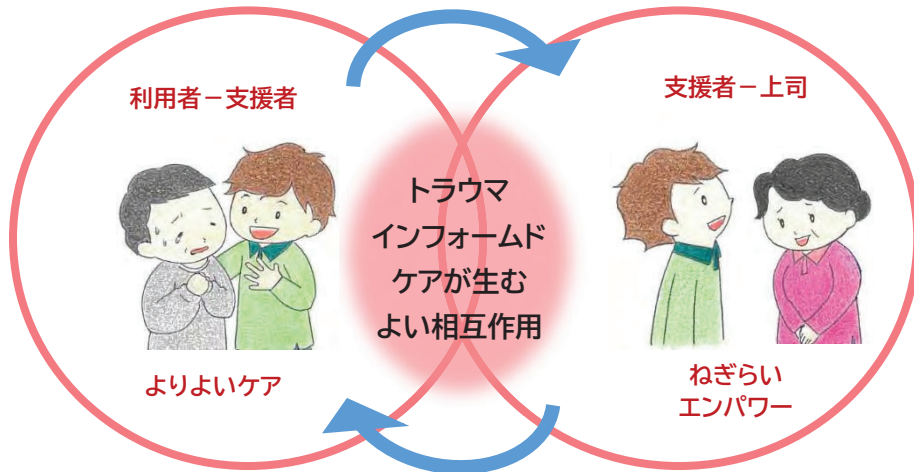 利用者－支援者
支援者－上司
トラウマ
インフォームド
ケアが生む
よい相互作用
よりよいケア
ねぎらい
エンパワー